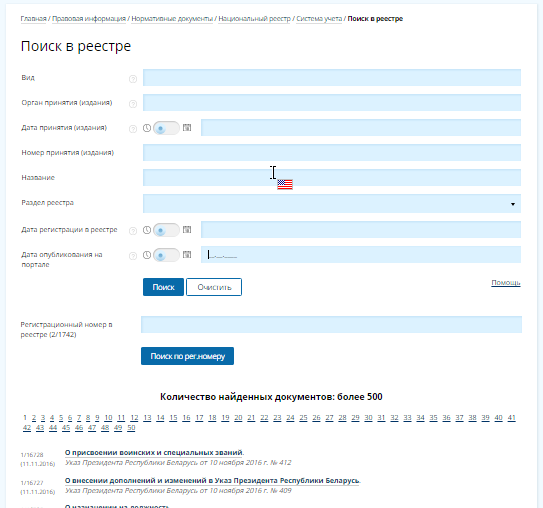 Главная / Правовая информация / Нормативные документы / Национальный реестр / Система учета / Поиск в реестре
Поиск в реестре
Вид
Орган принятия (издания)
Дата принятия (издания)
Номер принятия (издания)
Название
Раздел реестра
Дата регистрации в реестре
Дата опубликования на
портале
Поиск Очистить Помощь
Регистрационный номер в
реестре (2/1742)
Поиск по рег.номеру
Количество найденных документов: более 500
1 2 3 4 5 6 7 8 9 10 11 12 13 14 15 16 17 18 19 20 21 22 23 24 25 26 27 28 29 30 31 32 33 34 35 36 37 38 39 40 41
42 43 44 45 46 47 48 49 50
1/16728 О присвоении воинских и специальных званий.
(11.11.2016) Указ Президента Республики Беларусь от 10 ноября 2016 г. № 412
1/16727 О внесении дополнений и изменений в Указ Президента Республики Беларусь
(11.11.2016) Указ Президента Республики Беларусь от 10 ноября 2016 г. № 409